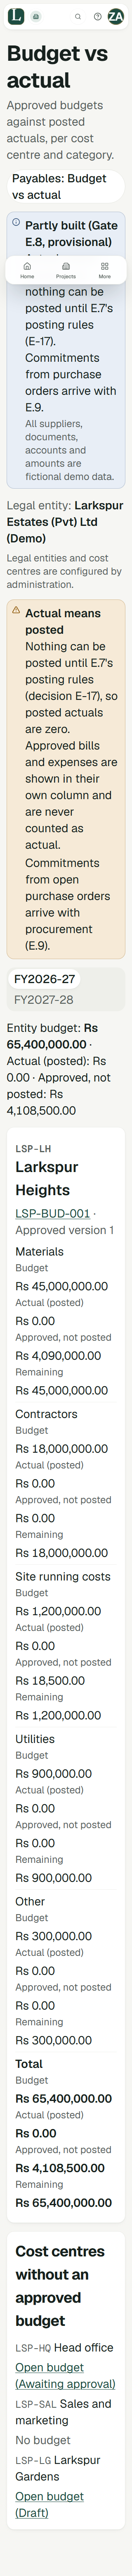 L
ZA
Budget vs
actual
Approved budgets
against posted
actuals, per cost
centre and category.
Payables: Budget
vs actual
Partly built (Gate
E.8, provisional)
Home
Projects
More
nothing can be
posted until E.7's
posting rules
(E-17).
Commitments
from purchase
orders arrive with
E.9.
All suppliers,
documents,
accounts and
amounts are
fictional demo data.
Legal entity: Larkspur
Estates (Pvt) Ltd
(Demo)
Legal entities and cost
centres are configured by
administration.
Actual means
posted
Nothing can be
posted until E.7's
posting rules
(decision E-17), so
posted actuals
are zero.
Approved bills
and expenses are
shown in their
own column and
are never
counted as
actual.
Commitments
from open
purchase orders
arrive with
procurement
(E.9).
FY2026-27
FY2027-28
Entity budget: Rs
65,400,000.00 ·
Actual (posted): Rs
0.00 · Approved, not
posted: Rs
4,108,500.00
LSP-LH
Larkspur
Heights
LSP-BUD-001 ·
Approved version 1
Materials
Budget
Rs 45,000,000.00
Actual (posted)
Rs 0.00
Approved, not posted
Rs 4,090,000.00
Remaining
Rs 45,000,000.00
Contractors
Budget
Rs 18,000,000.00
Actual (posted)
Rs 0.00
Approved, not posted
Rs 0.00
Remaining
Rs 18,000,000.00
Site running costs
Budget
Rs 1,200,000.00
Actual (posted)
Rs 0.00
Approved, not posted
Rs 18,500.00
Remaining
Rs 1,200,000.00
Utilities
Budget
Rs 900,000.00
Actual (posted)
Rs 0.00
Approved, not posted
Rs 0.00
Remaining
Rs 900,000.00
Other
Budget
Rs 300,000.00
Actual (posted)
Rs 0.00
Approved, not posted
Rs 0.00
Remaining
Rs 300,000.00
Total
Budget
Rs 65,400,000.00
Actual (posted)
Rs 0.00
Approved, not posted
Rs 4,108,500.00
Remaining
Rs 65,400,000.00
Cost centres
without an
approved
budget
LSP-HQ Head office
Open budget
(Awaiting approval)
LSP-SAL Sales and
marketing
No budget
LSP-LG Larkspur
Gardens
Open budget
(Draft)